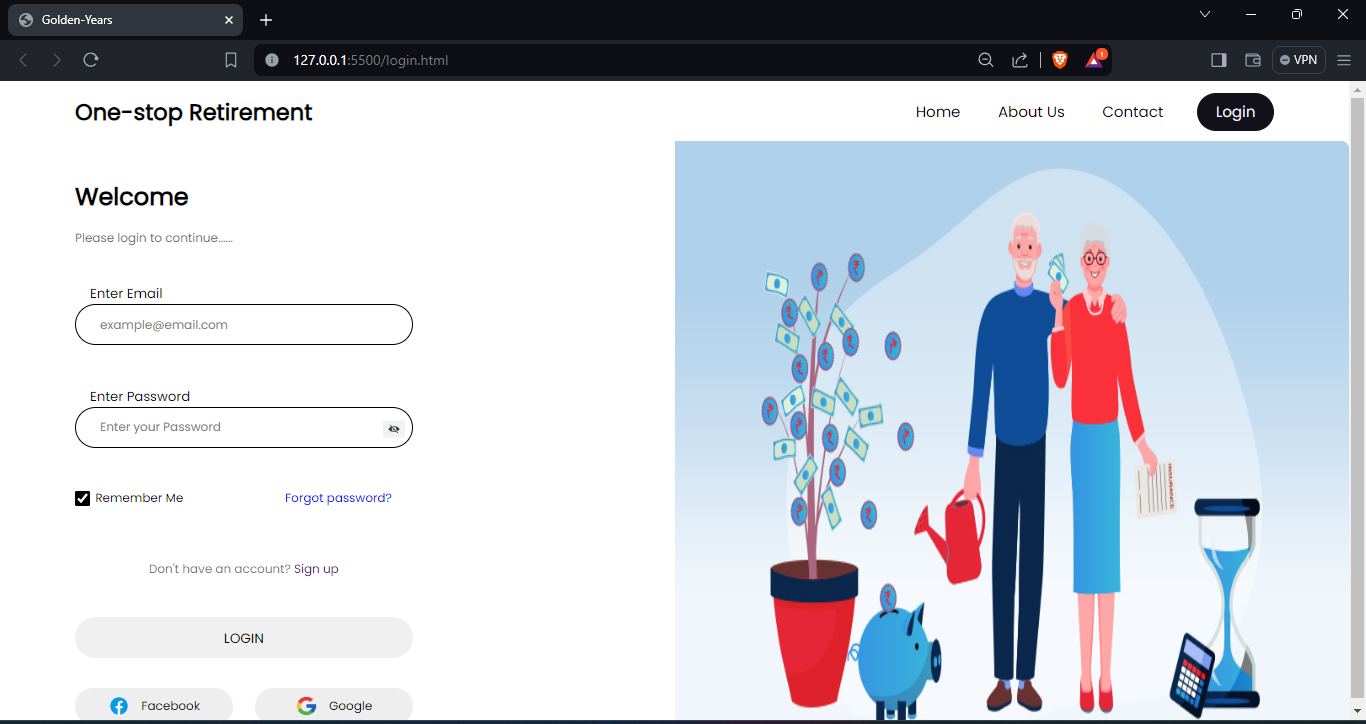 Golden-Years
127.0.0.1:5500/login.html
1
VPN
One-stop Retirement
Home
About Us
Contact
Login
Welcome
Please login to continue......
Enter Email
example@email.com
Enter Password
Enter your Password
Remember Me
Forgot password?
Don't have an account? Sign up
LOGIN
Facebook
Google
INSURANCE